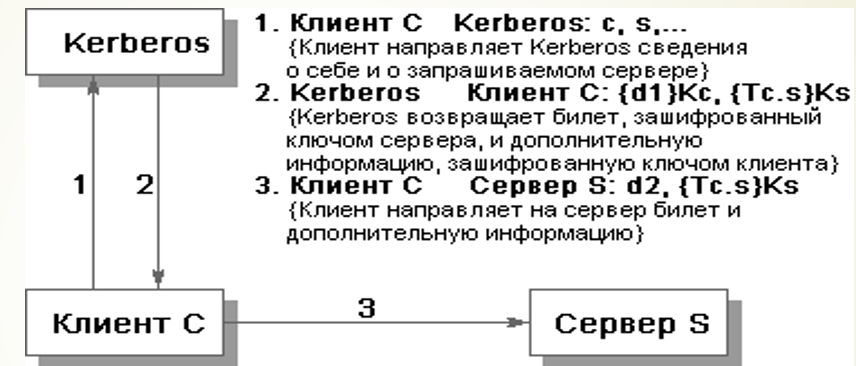 Kerberos
1. Клиент C Kerberos: c, s,...
{Клиент направляет Kerberos сведения
о себе и о запрашиваемом сервере}
2. Kerberos Клиент C: {d1}Kc, {Tc.s}Ks
{Kerberos возвращает билет, зашифрованный
ключом сервера, и дополнительную
информацию, зашифрованную ключом клиента}
3. Клиент C Сервер S: d2, {Tc.s}Ks
{Клиент направляет на сервер билет и
дополнительную информацию}
1
2
3
Клиент C
Сервер S